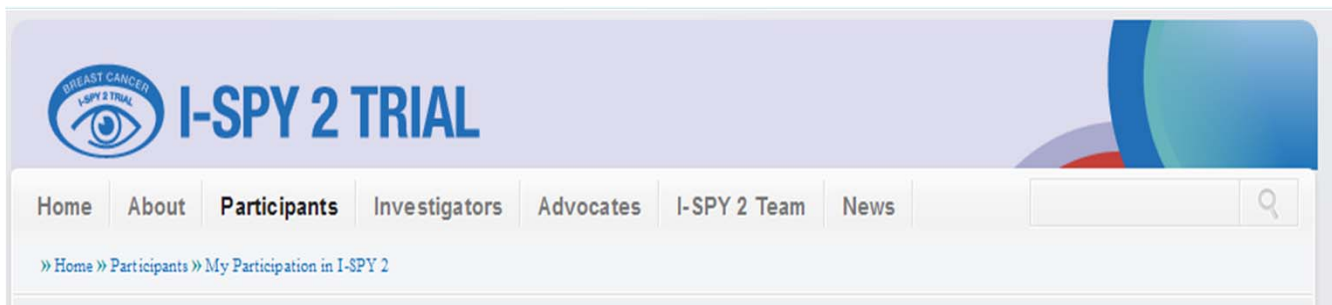 BREAST CANCER
I-SPY 2 TRIAL
I-SPY 2 TRIAL
Home About Participants Investigators Advocates I-SPY 2 Team News
» Home » Participants » My Participation in I-SPY 2